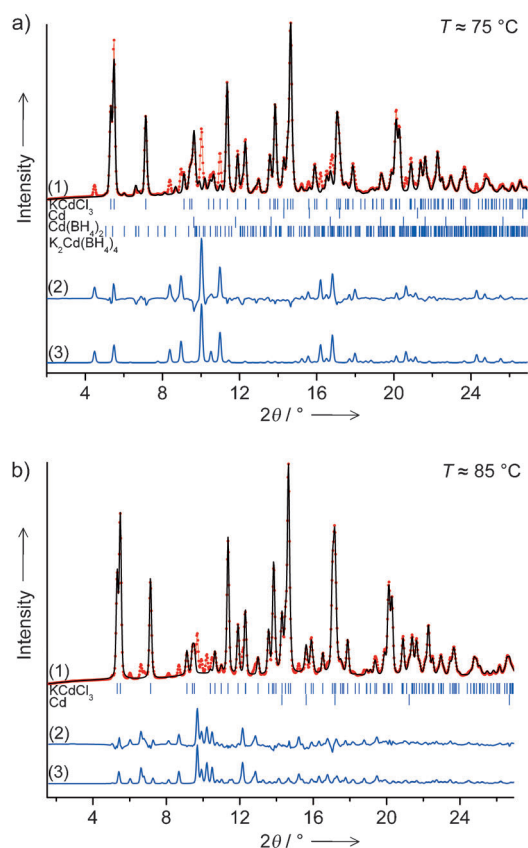 a)
T ≈ 75 °C
Intensity
(1)
KCdCl₃
Cd
Cd(BH₄)₂
K₂Cd(BH₄)₄
(2)
(3)
4 8 12 16 20 24
2θ / °
b)
T ≈ 85 °C
Intensity
(1)
KCdCl₃
Cd
(2)
(3)
4 8 12 16 20 24
2θ / °